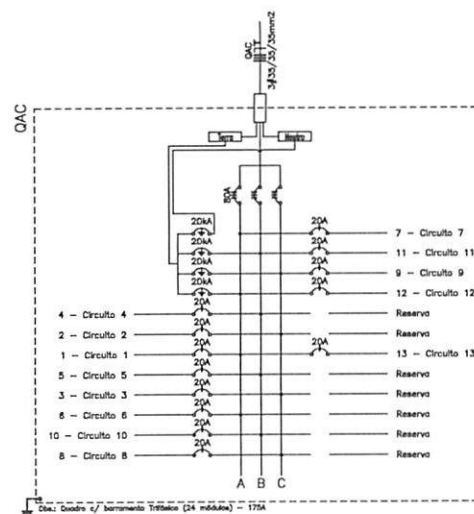 QAC
3∮35/35/35mm2
QAC
Terra
Neutro
80A
20kA
20A
7 – Circuito 7
20kA
20A
11 – Circuito 11
20kA
20A
9 – Circuito 9
20kA
20A
12 – Circuito 12
4 – Circuito 4
20A
Reserva
2 – Circuito 2
20A
Reserva
1 – Circuito 1
20A
20A
13 – Circuito 13
5 – Circuito 5
20A
Reserva
3 – Circuito 3
20A
Reserva
6 – Circuito 6
20A
Reserva
10 – Circuito 10
20A
Reserva
8 – Circuito 8
20A
Reserva
A B C
Obs.: Quadro c/ barramento Trifásico (24 módulos) – 175A